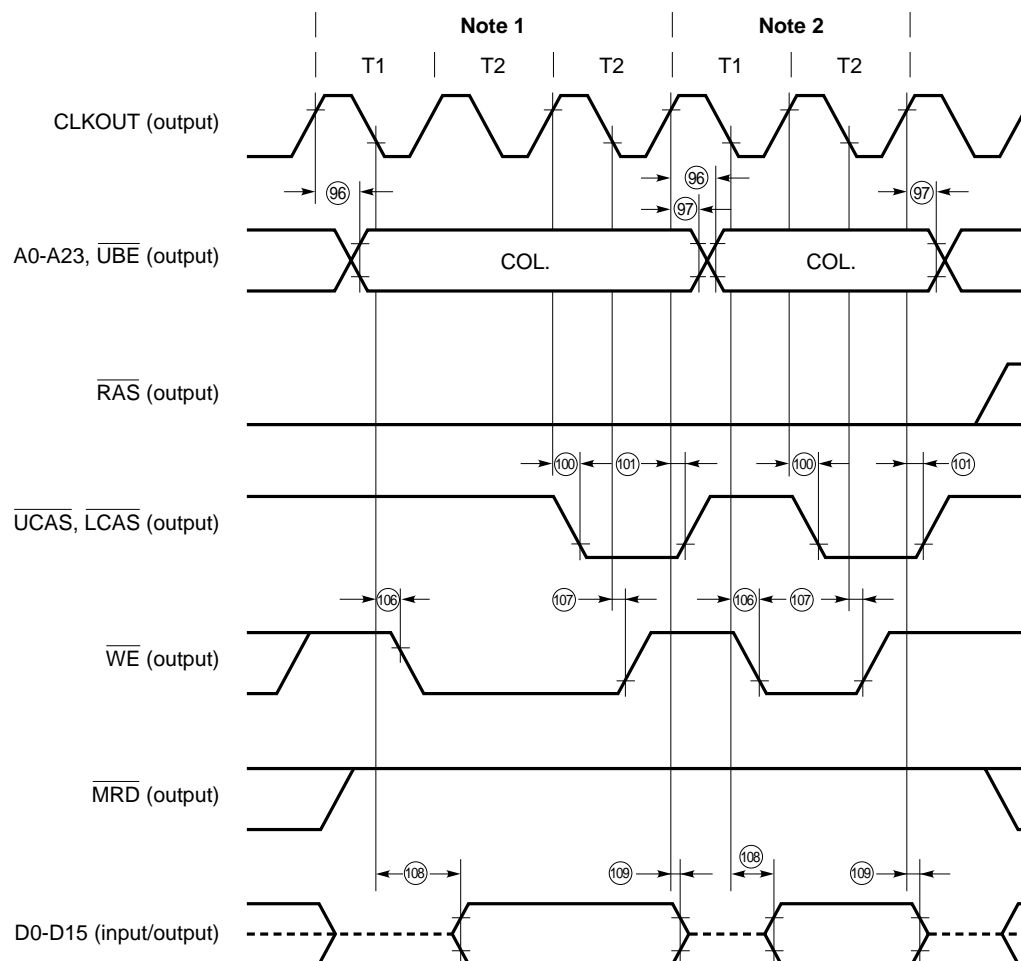 Note 1 Note 2
T1 T2 T2 T1 T2
CLKOUT (output)
96 96 97 97
A0-A23, UBE (output) COL. COL.
RAS (output)
100 101 100 101
UCAS, LCAS (output)
106 107 106 107
WE (output)
MRD (output)
108 109 108 109
D0-D15 (input/output)